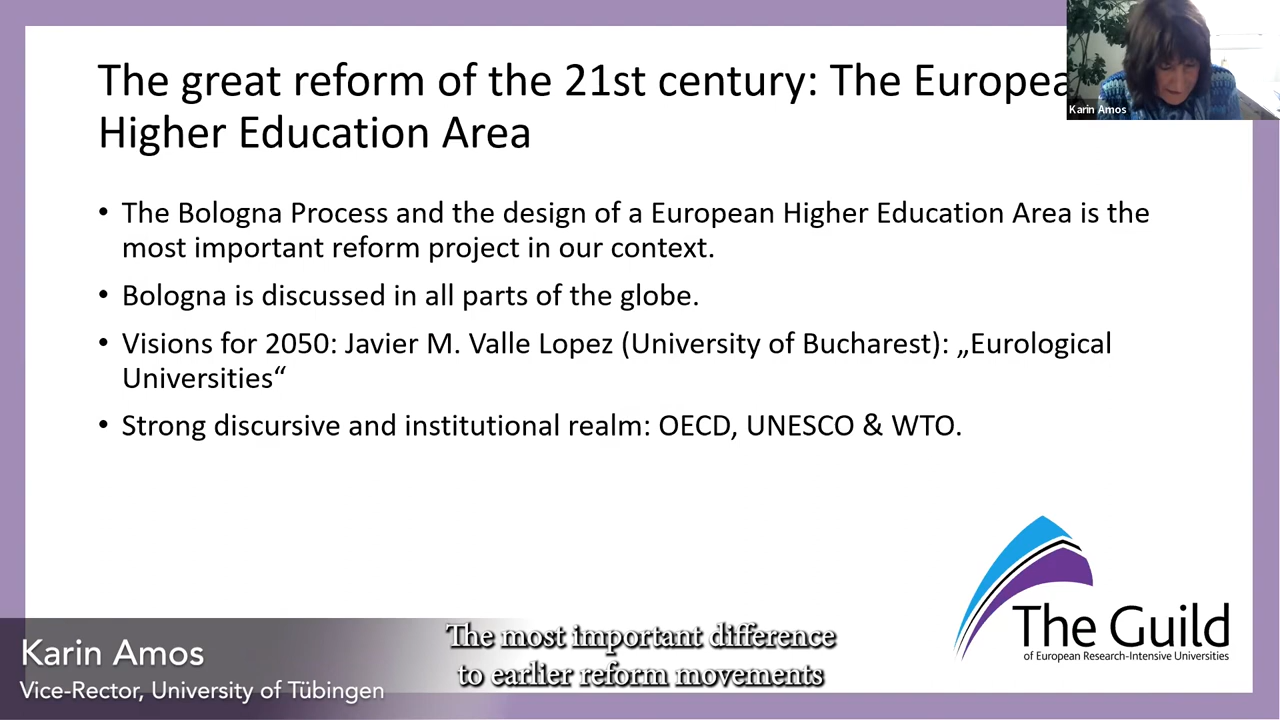 The great reform of the 21st century: The Europea
Higher Education Area
Karin Amos
• The Bologna Process and the design of a European Higher Education Area is the
most important reform project in our context.
• Bologna is discussed in all parts of the globe.
• Visions for 2050: Javier M. Valle Lopez (University of Bucharest): „Eurological
Universities“
• Strong discursive and institutional realm: OECD, UNESCO & WTO.
The Guild
of European Research-Intensive Universities
Karin Amos
Vice-Rector, University of Tübingen
The most important difference
to earlier reform movements